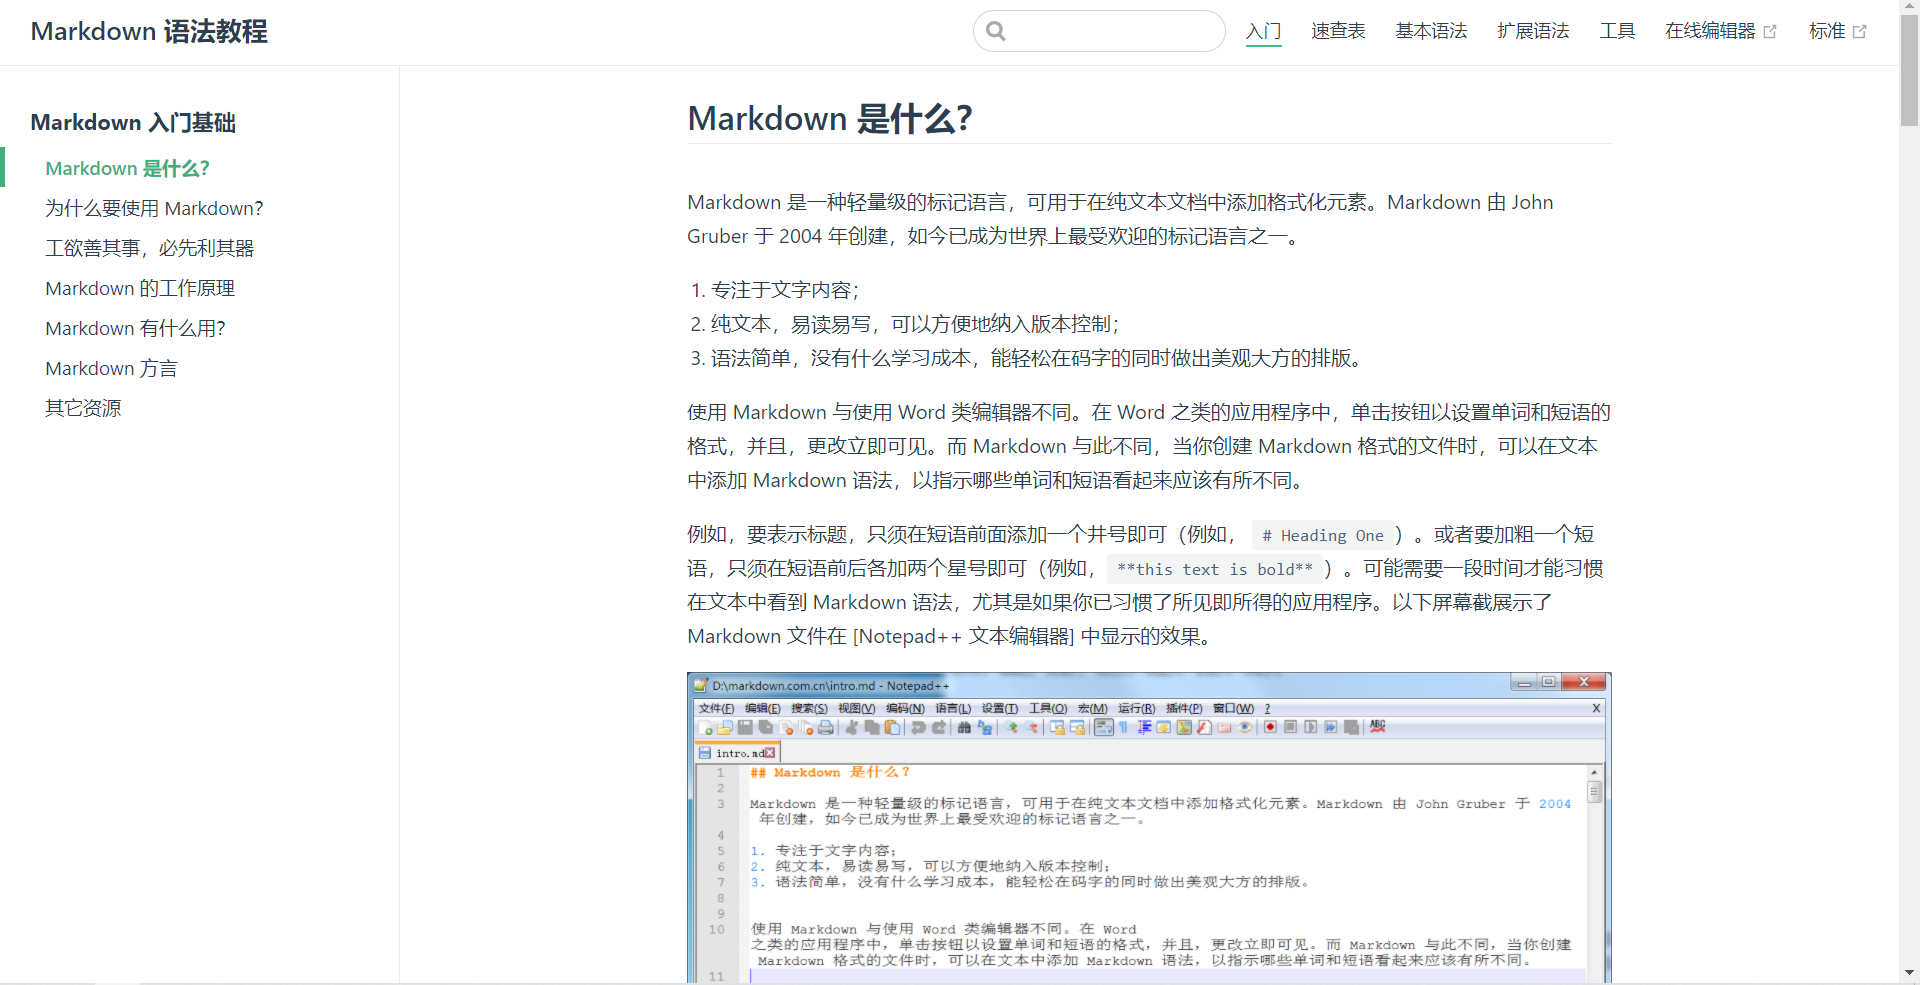 Markdown 语法教程
入门 速查表 基本语法 扩展语法 工具 在线编辑器 标准
Markdown 入门基础
Markdown 是什么？
为什么要使用 Markdown？
工欲善其事，必先利其器
Markdown 的工作原理
Markdown 有什么用？
Markdown 方言
其它资源
Markdown 是什么？
Markdown 是一种轻量级的标记语言，可用于在纯文本文档中添加格式化元素。Markdown 由 John
Gruber 于 2004 年创建，如今已成为世界上最受欢迎的标记语言之一。
1. 专注于文字内容；
2. 纯文本，易读易写，可以方便地纳入版本控制；
3. 语法简单，没有什么学习成本，能轻松在码字的同时做出美观大方的排版。
使用 Markdown 与使用 Word 类编辑器不同。在 Word 之类的应用程序中，单击按钮以设置单词和短语的
格式，并且，更改立即可见。而 Markdown 与此不同，当你创建 Markdown 格式的文件时，可以在文本
中添加 Markdown 语法，以指示哪些单词和短语看起来应该有所不同。
例如，要表示标题，只须在短语前面添加一个井号即可（例如， # Heading One ）。或者要加粗一个短
语，只须在短语前后各加两个星号即可（例如， **this text is bold** ）。可能需要一段时间才能习惯
在文本中看到 Markdown 语法，尤其是如果你已习惯了所见即所得的应用程序。以下屏幕截展示了
Markdown 文件在 [Notepad++ 文本编辑器] 中显示的效果。
D:\markdown.com.cn\intro.md - Notepad++
文件(F) 编辑(E) 搜索(S) 视图(V) 编码(N) 语言(L) 设置(T) 工具(O) 宏(M) 运行(R) 插件(P) 窗口(W) ? X
ABC
intro.md
1 ## Markdown 是什么？
2
3 Markdown 是一种轻量级的标记语言，可用于在纯文本文档中添加格式化元素。Markdown 由 John Gruber 于 2004
年创建，如今已成为世界上最受欢迎的标记语言之一。
4
5 1. 专注于文字内容；
6 2. 纯文本，易读易写，可以方便地纳入版本控制；
7 3. 语法简单，没有什么学习成本，能轻松在码字的同时做出美观大方的排版。
8
9
10 使用 Markdown 与使用 Word 类编辑器不同。在 Word
之类的应用程序中，单击按钮以设置单词和短语的格式，并且，更改立即可见。而 Markdown 与此不同，当你创建
Markdown 格式的文件时，可以在文本中添加 Markdown 语法，以指示哪些单词和短语看起来应该有所不同。
11